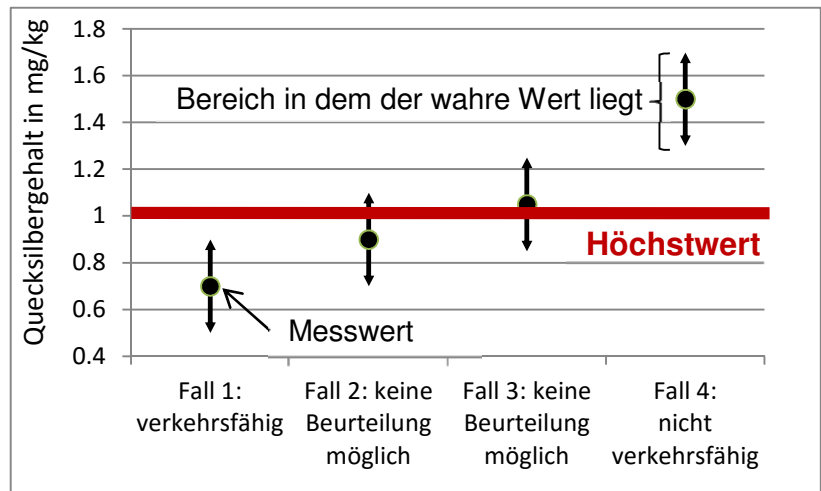 Quecksilbergehalt in mg/kg
1.8
1.6
1.4
1.2
1
0.8
0.6
0.4
Bereich in dem der wahre Wert liegt
Höchstwert
Messwert
Fall 1:
verkehrsfähig
Fall 2: keine
Beurteilung
möglich
Fall 3: keine
Beurteilung
möglich
Fall 4:
nicht
verkehrsfähig